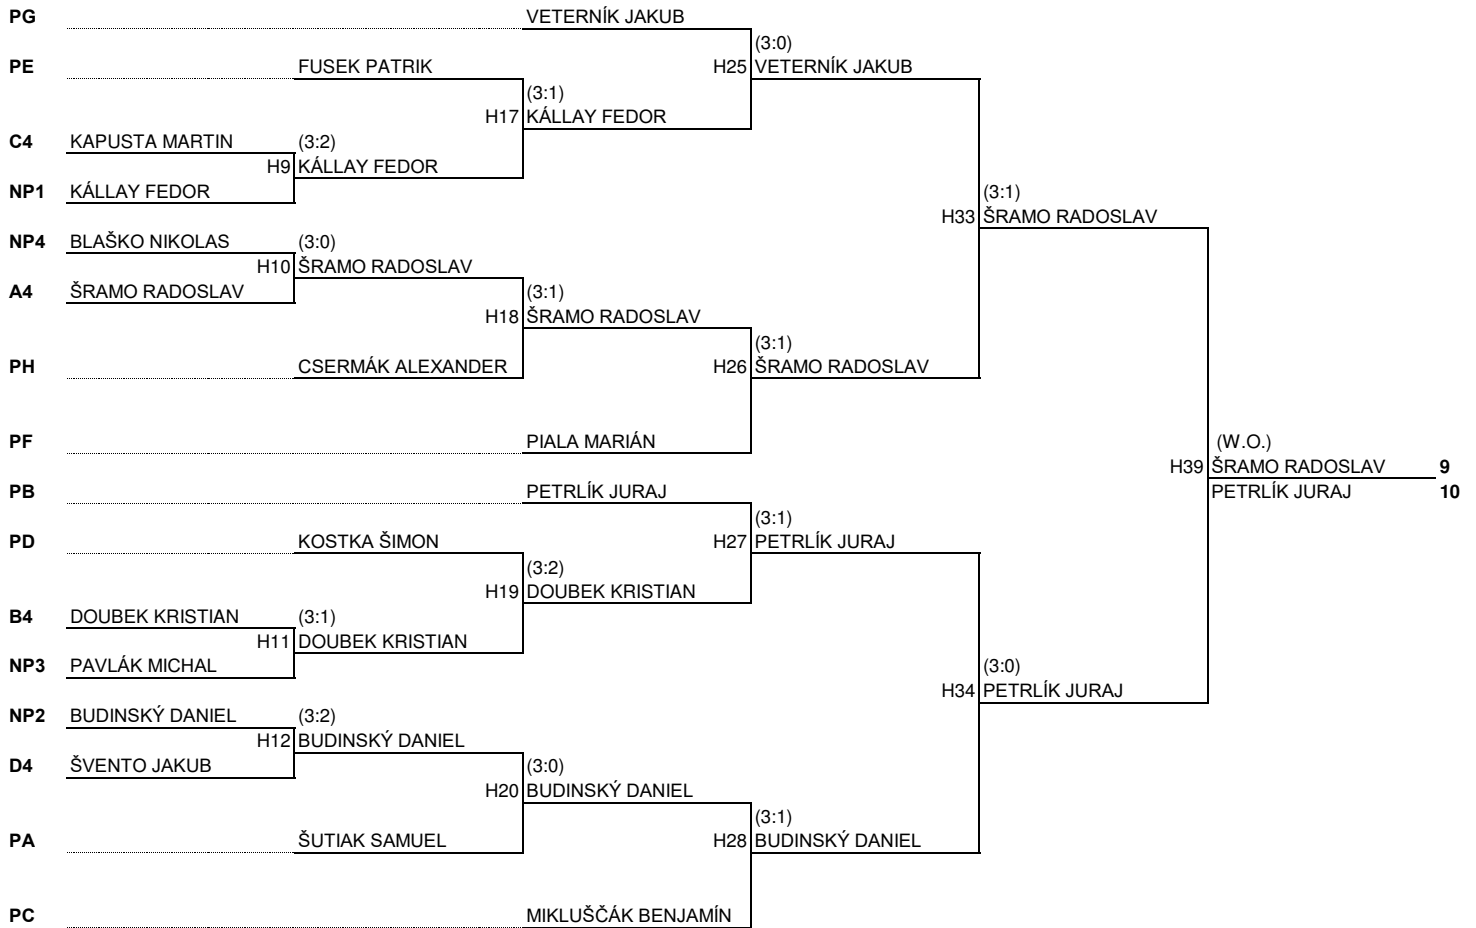 PG VETERNÍK JAKUB
(3:0)
PE FUSEK PATRIK H25 VETERNÍK JAKUB
(3:1)
H17 KÁLLAY FEDOR
C4 KAPUSTA MARTIN (3:2)
H9 KÁLLAY FEDOR
NP1 KÁLLAY FEDOR (3:1)
H33 ŠRAMO RADOSLAV
NP4 BLAŠKO NIKOLAS (3:0)
H10 ŠRAMO RADOSLAV
A4 ŠRAMO RADOSLAV (3:1)
H18 ŠRAMO RADOSLAV
(3:1)
PH CSERMÁK ALEXANDER H26 ŠRAMO RADOSLAV
PF PIALA MARIÁN (W.O.)
H39 ŠRAMO RADOSLAV 9
PB PETRLÍK JURAJ PETRLÍK JURAJ 10
(3:1)
PD KOSTKA ŠIMON H27 PETRLÍK JURAJ
(3:2)
H19 DOUBEK KRISTIAN
B4 DOUBEK KRISTIAN (3:1)
H11 DOUBEK KRISTIAN
NP3 PAVLÁK MICHAL (3:0)
H34 PETRLÍK JURAJ
NP2 BUDINSKÝ DANIEL (3:2)
H12 BUDINSKÝ DANIEL
D4 ŠVENTO JAKUB (3:0)
H20 BUDINSKÝ DANIEL
(3:1)
PA ŠUTIAK SAMUEL H28 BUDINSKÝ DANIEL
PC MIKLUŠČÁK BENJAMÍN